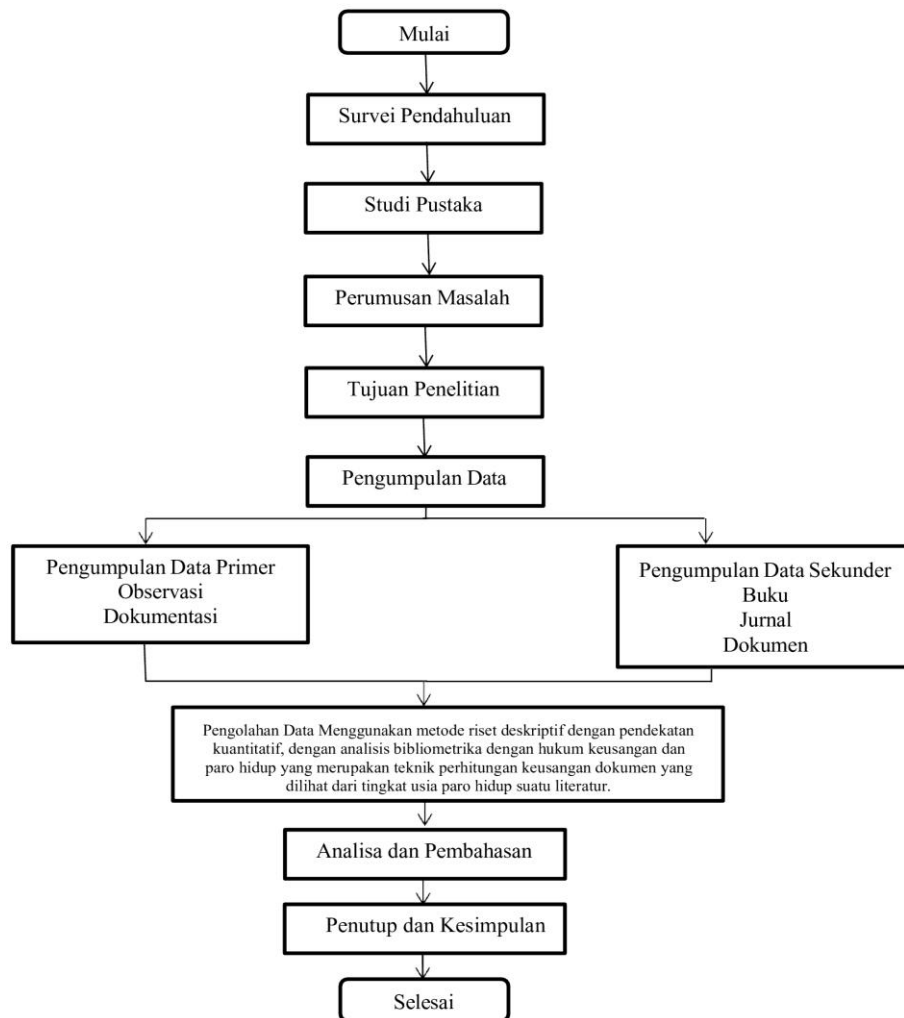 Mulai
Survei Pendahuluan
Studi Pustaka
Perumusan Masalah
Tujuan Penelitian
Pengumpulan Data
Pengumpulan Data Primer
Observasi
Dokumentasi
Pengumpulan Data Sekunder
Buku
Jurnal
Dokumen
Pengolahan Data Menggunakan metode riset deskriptif dengan pendekatan
kuantitatif, dengan analisis bibliometrika dengan hukum keusangan dan
paro hidup yang merupakan teknik perhitungan keusangan dokumen yang
dilihat dari tingkat usia paro hidup suatu literatur.
Analisa dan Pembahasan
Penutup dan Kesimpulan
Selesai